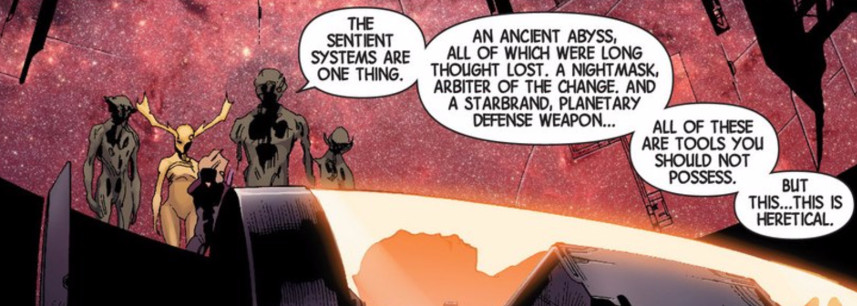 THE
SENTIENT
SYSTEMS ARE
ONE THING.
AN ANCIENT ABYSS,
ALL OF WHICH WERE LONG
THOUGHT LOST. A NIGHTMASK,
ARBITER OF THE CHANGE. AND
A STARBRAND, PLANETARY
DEFENSE WEAPON...
ALL OF THESE
ARE TOOLS YOU
SHOULD NOT
POSSESS.
BUT
THIS...THIS IS
HERETICAL.